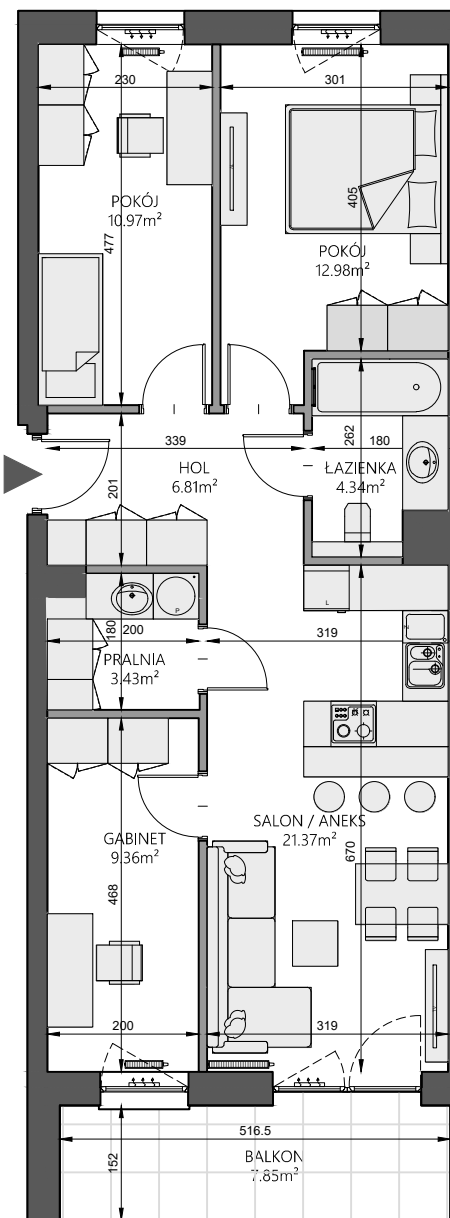 230
301
POKÓJ
10.97m²
477
405
POKÓJ
12.98m²
339
262
180
HOL
6.81m²
201
ŁAZIENKA
4.34m²
L
P
180
200
319
PRALNIA
3.43m²
SALON / ANEKS
21.37m²
GABINET
9.36m²
670
468
200
319
516.5
BALKON
7.85m²
152